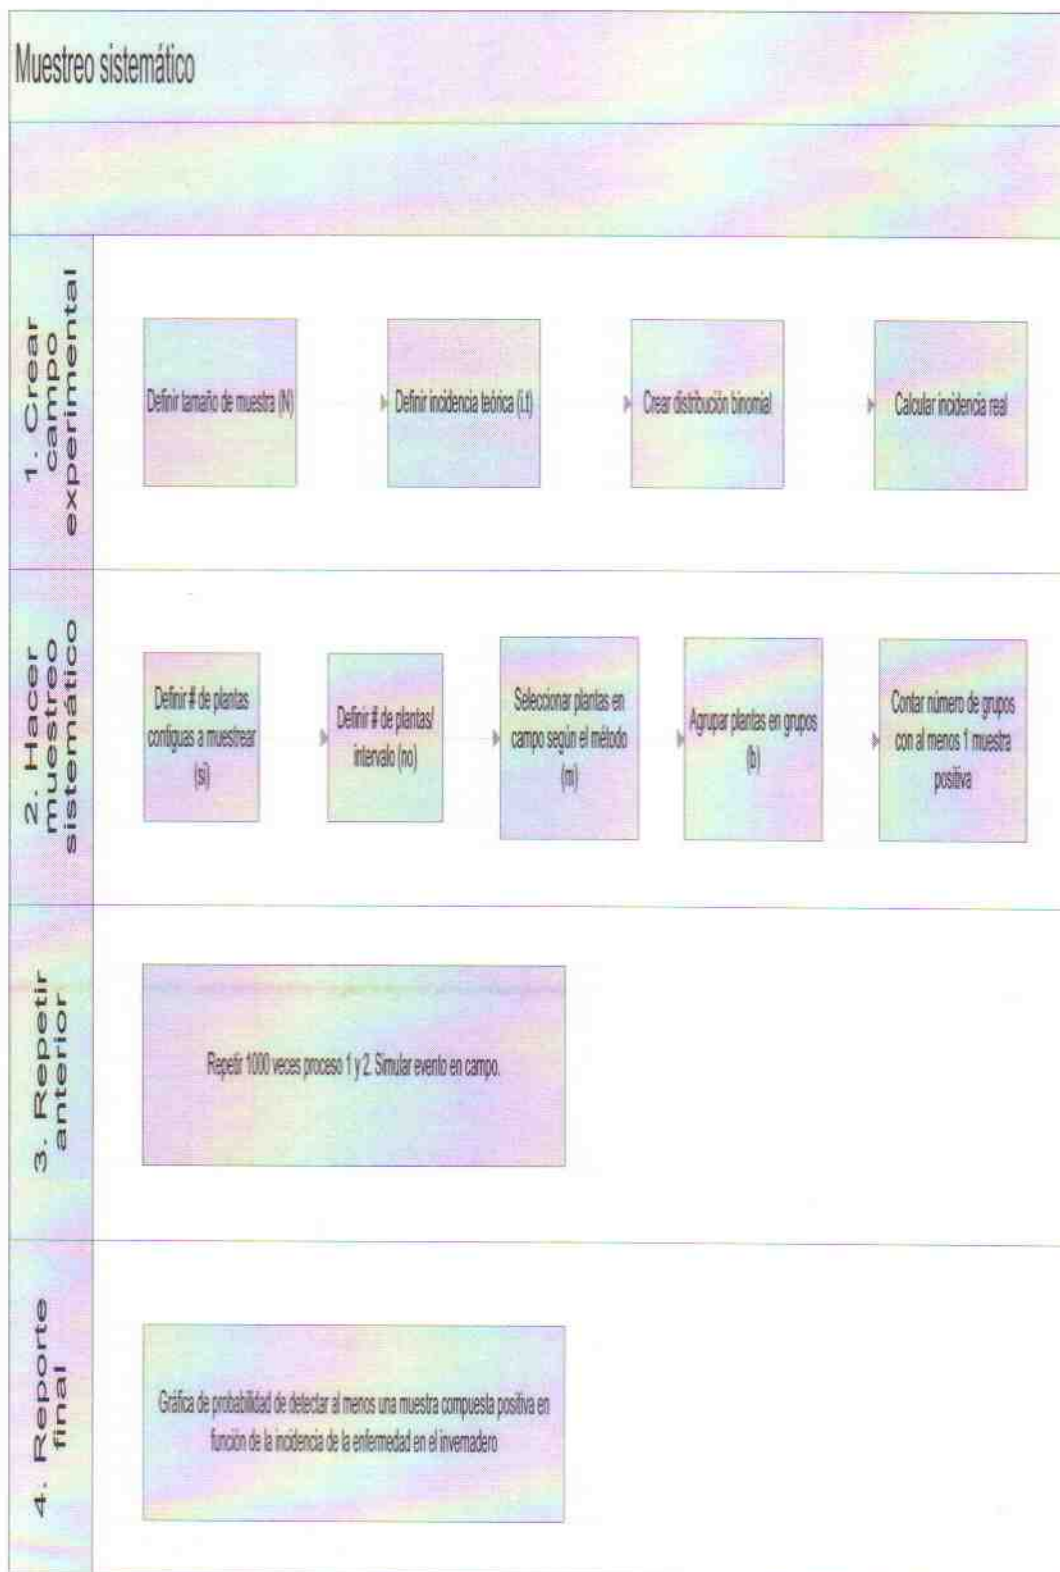 Muestreo sistemático
1. Crear
campo
experimental
Definir tamaño de muestra (N)
Definir incidencia teórica (i.t)
Crear distribución binomial
Calcular incidencia real
2. Hacer
muestreo
sistemático
Definir # de plantas
contiguas a muestrear
(si)
Definir # de plantas/
intervalo (no)
Seleccionar plantas en
campo según el método
(m)
Agrupar plantas en grupos
(b)
Contar número de grupos
con al menos 1 muestra
positiva
3. Repetir
anterior
Repetir 1000 veces proceso 1 y 2. Simular evento en campo.
4. Reporte
final
Gráfica de probabilidad de detectar al menos una muestra compuesta positiva en
función de la incidencia de la enfermedad en el invernadero